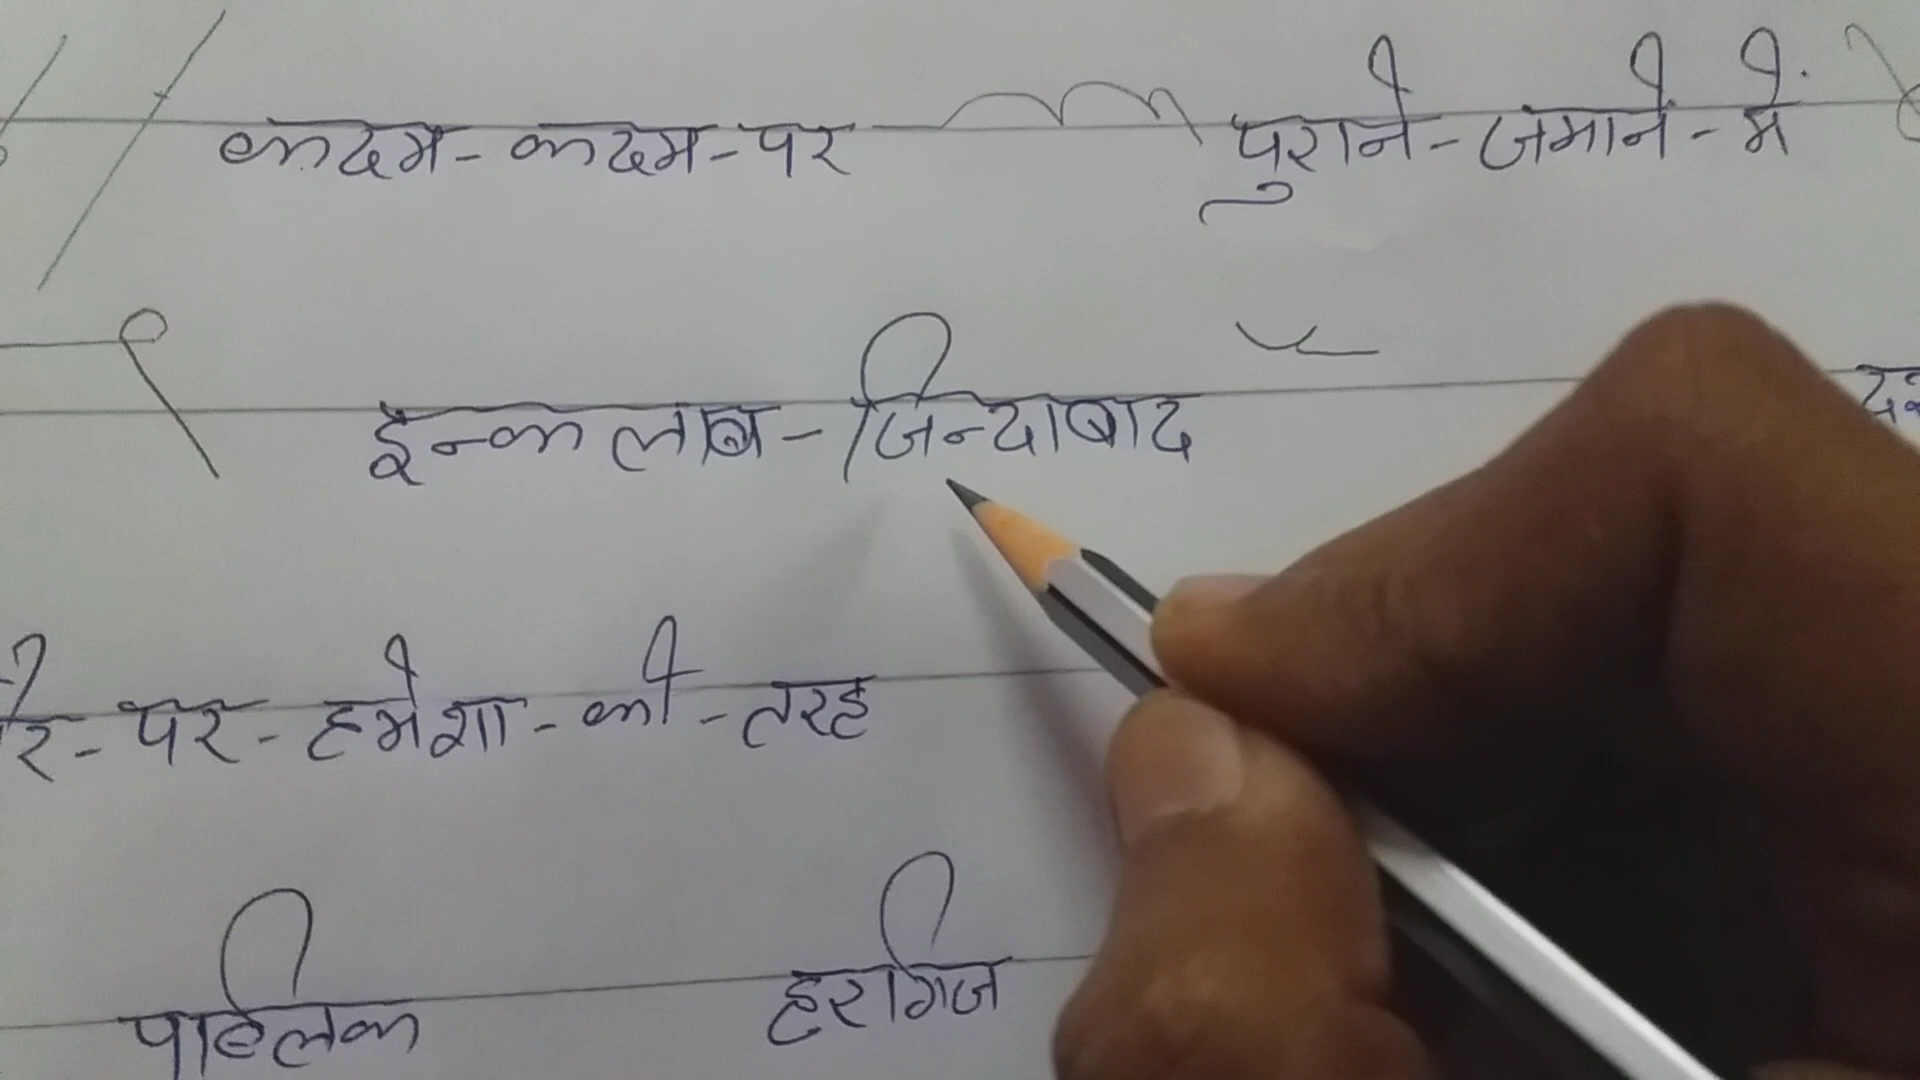 कदम-कदम-पर पुराने-जमाने-में
इन्कलाब-जिन्दाबाद
पर-हमेशा-की-तरह
पब्लिक हरगिज